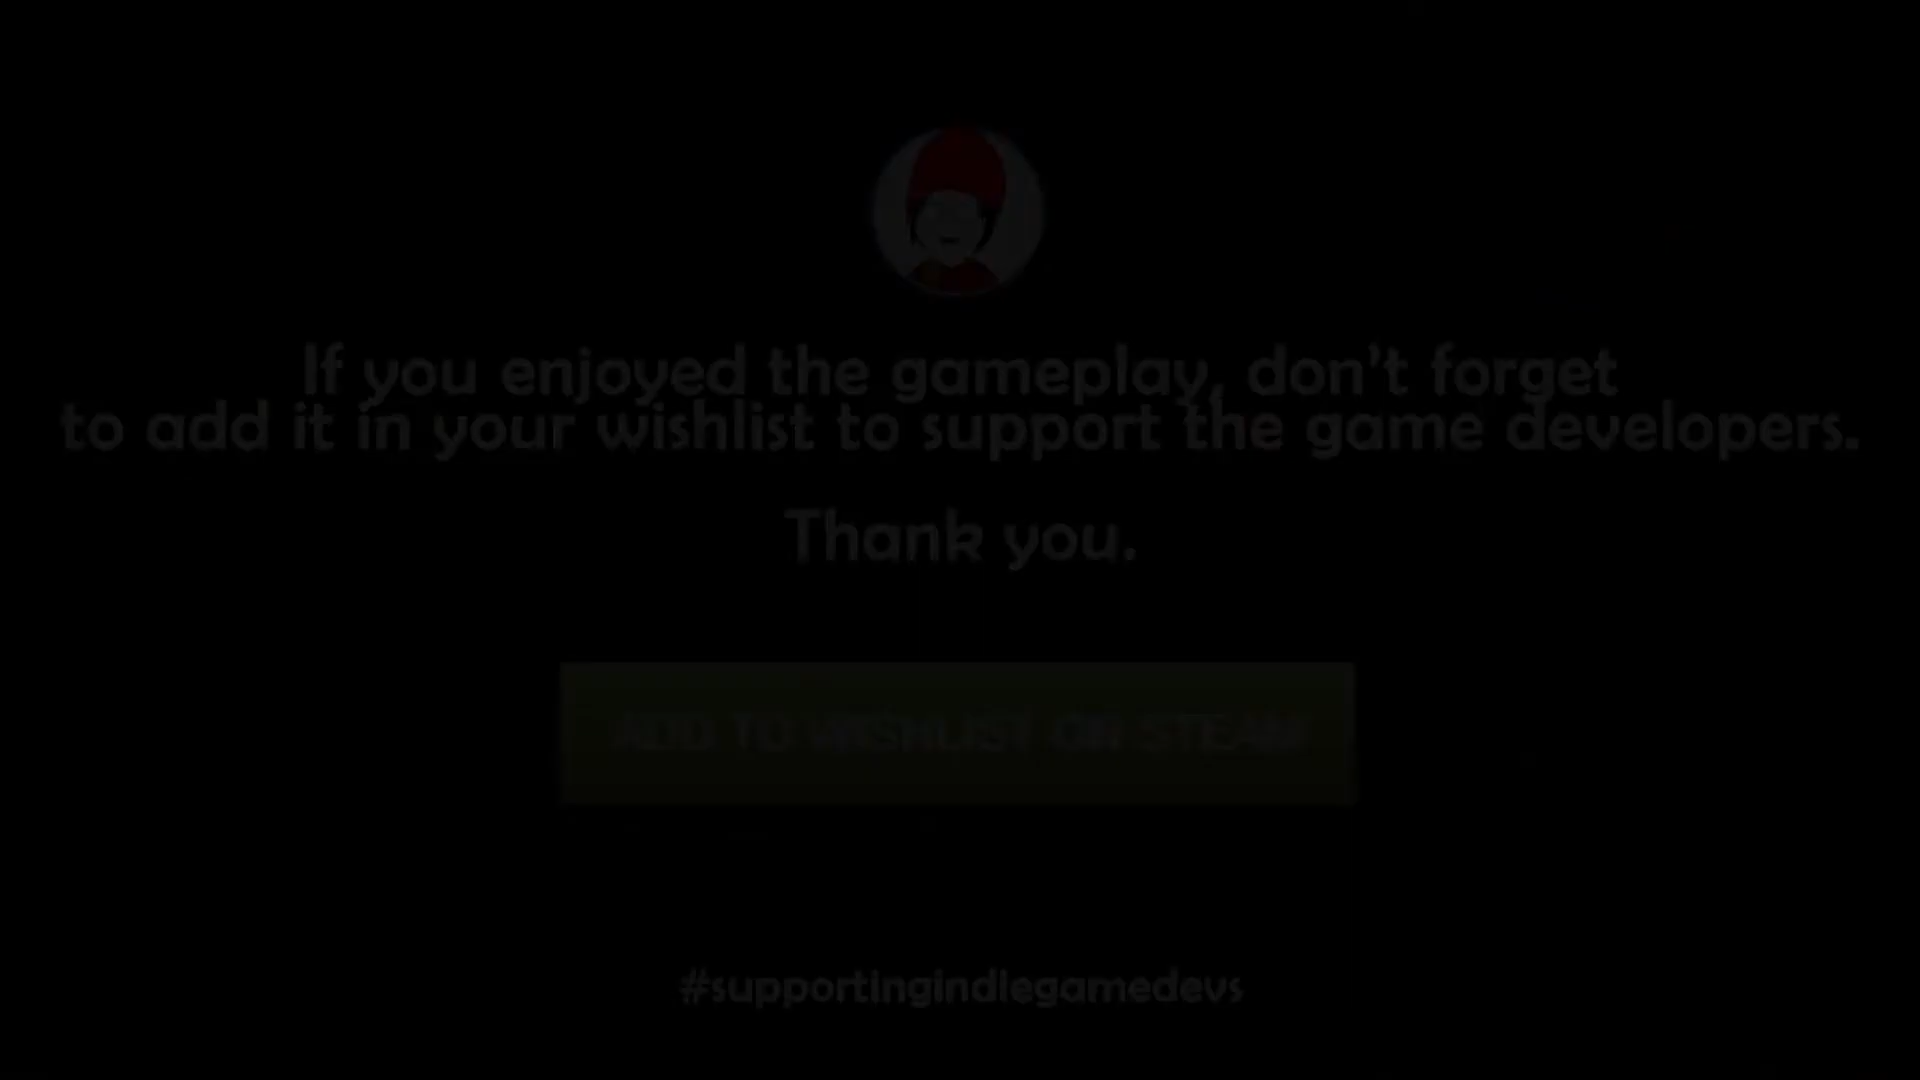 If you enjoyed the gameplay, don't forget
to add it in your wishlist to support the game developers.
Thank you.
ADD TO WISHLIST ON STEAM
#supportingindiegamedevs